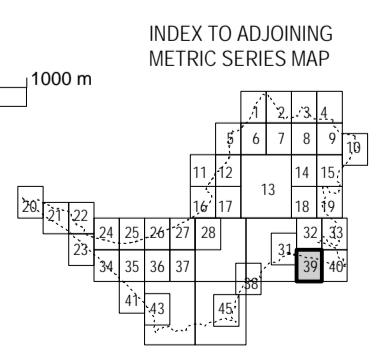 INDEX TO ADJOINING
METRIC SERIES MAP
1000 m
1 2 3 4
5 6 7 8 9 10
11 12 13 14 15
16 17 18 19
20 21 22
23 24 25 26 27 28 31 32 33
34 35 36 37 38 39 40
41 43 45